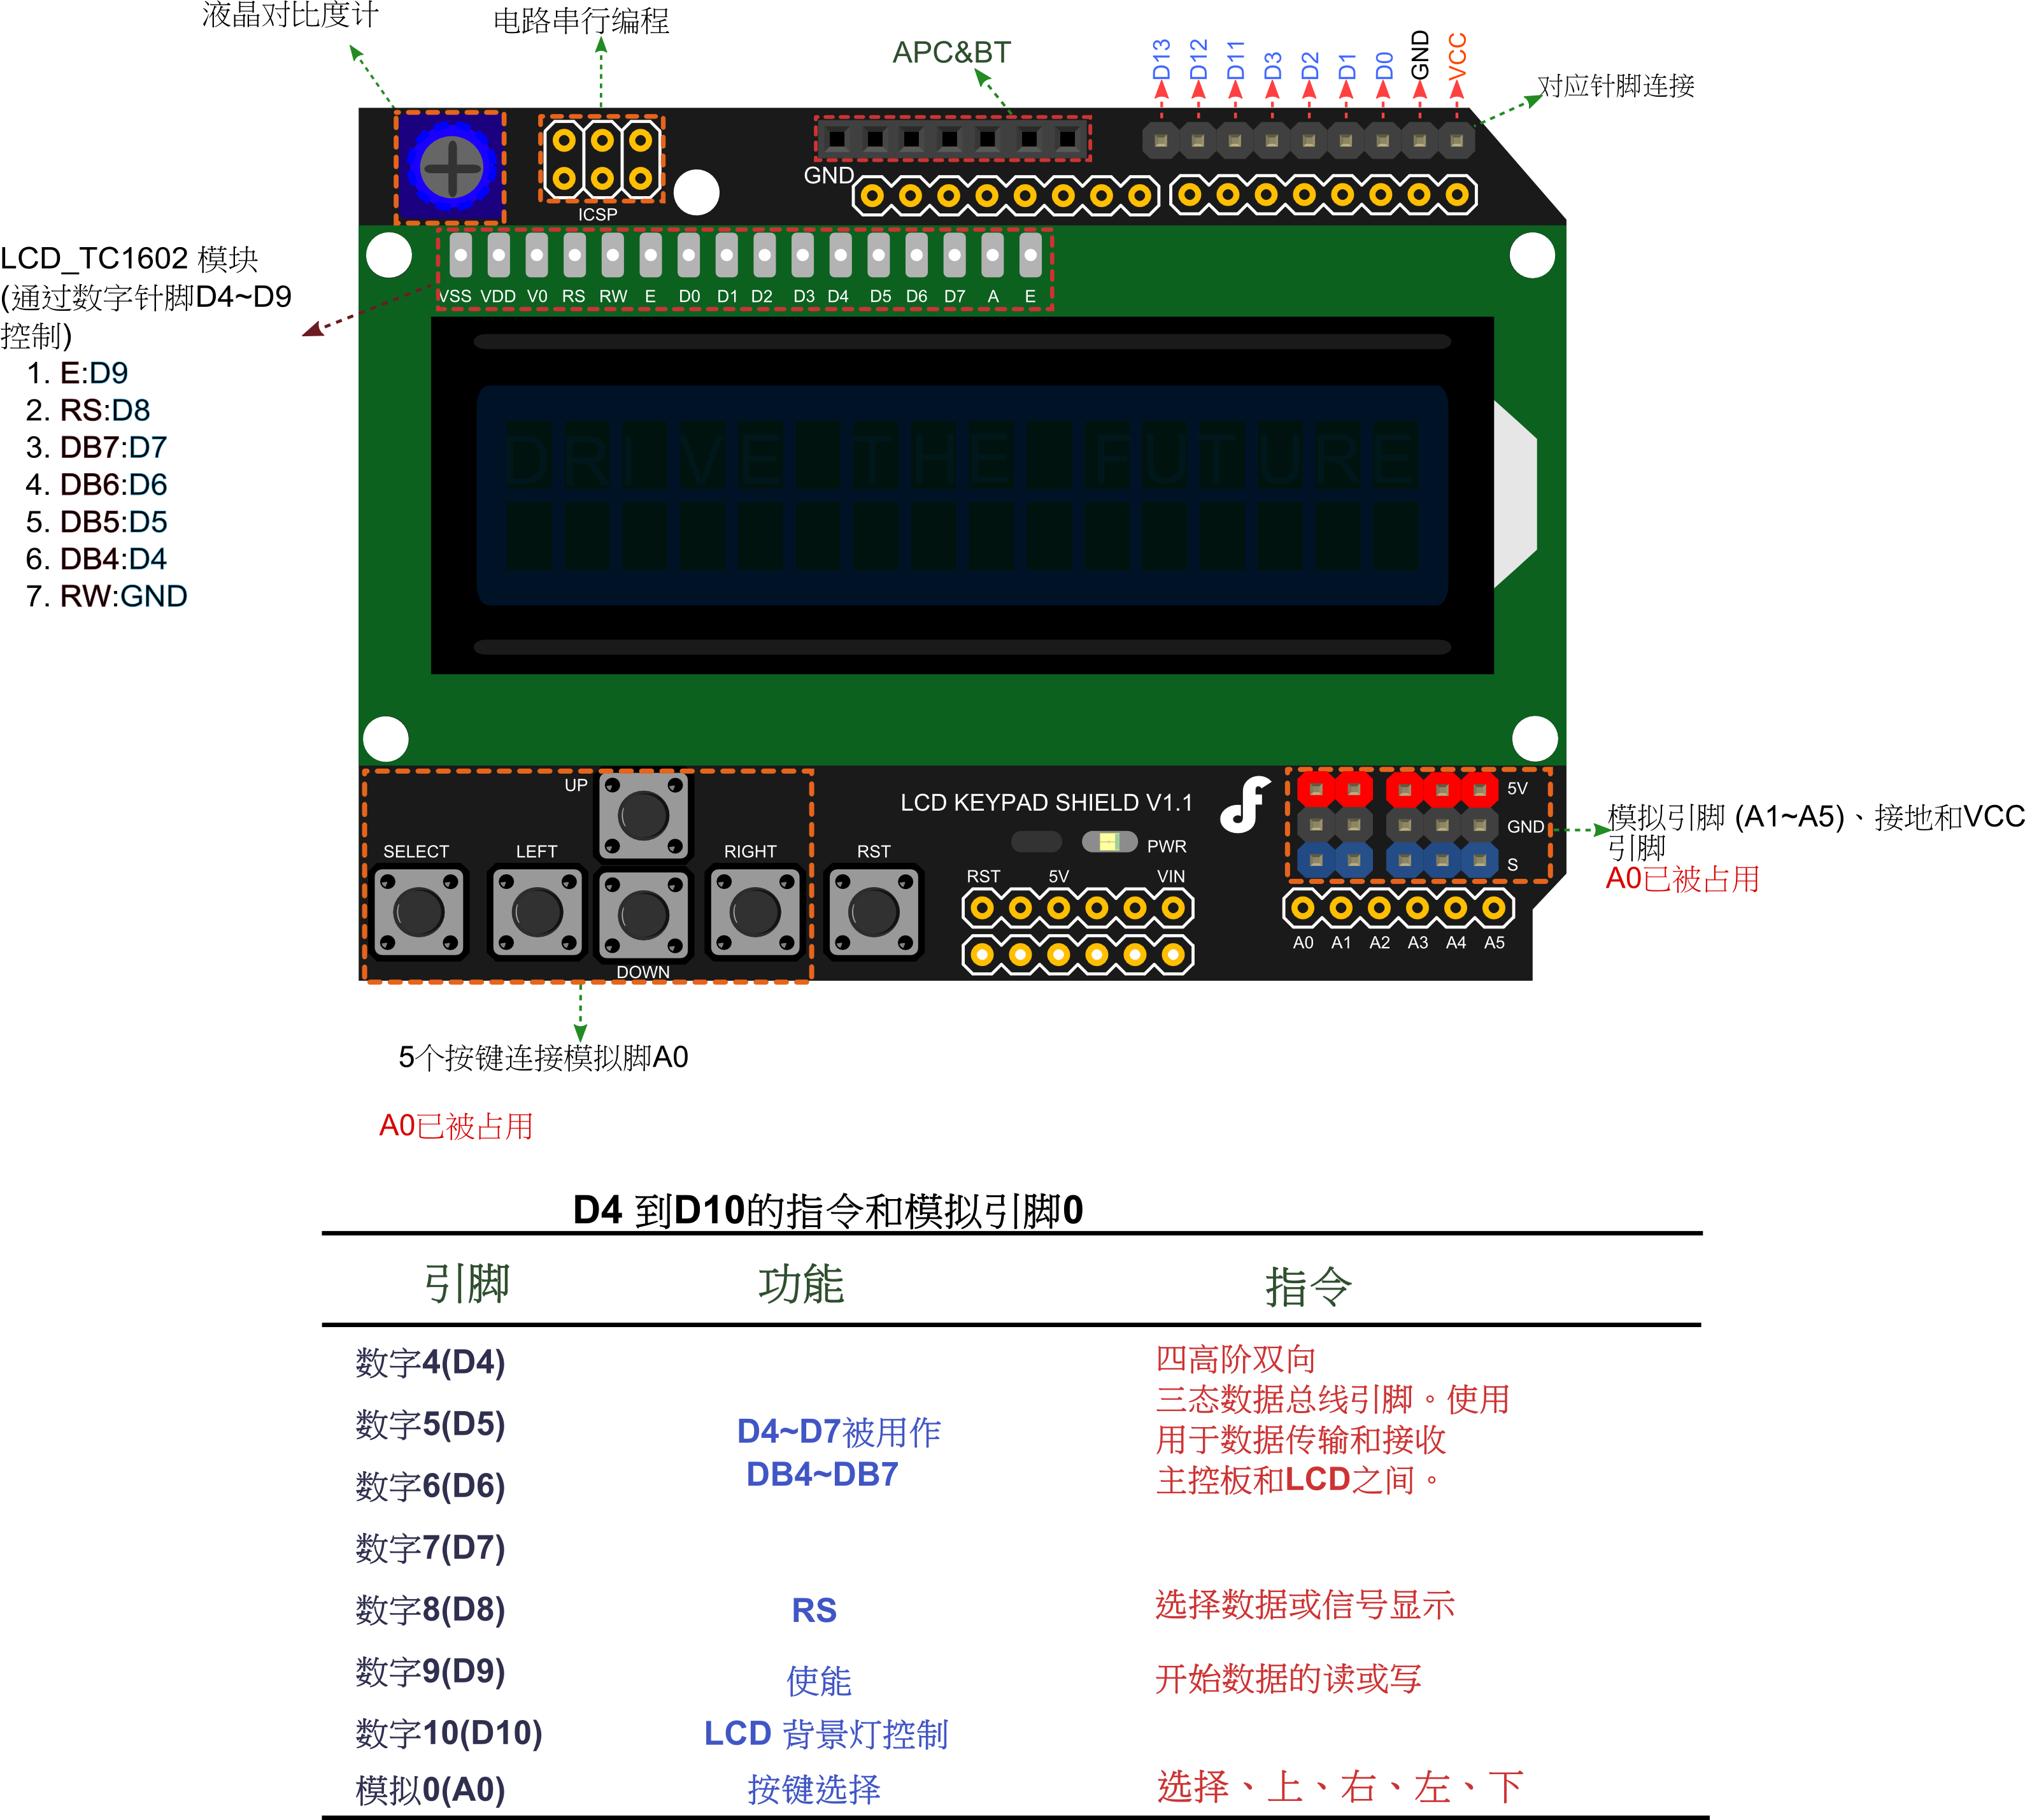 液晶对比度计
电路串行编程
APC&BT
D13 D12 D11 D3 D2 D1 D0 GND VCC
对应针脚连接
GND
ICSP
LCD_TC1602 模块
(通过数字针脚D4~D9
控制)
1. E:D9
2. RS:D8
3. DB7:D7
4. DB6:D6
5. DB5:D5
6. DB4:D4
7. RW:GND
VSS VDD V0 RS RW E D0 D1 D2 D3 D4 D5 D6 D7 A E
DRIVE THE FUTURE
UP
SELECT LEFT RIGHT RST
DOWN
LCD KEYPAD SHIELD V1.1
PWR
RST 5V VIN
5V
GND
S
A0 A1 A2 A3 A4 A5
模拟引脚 (A1~A5)、接地和VCC
引脚
A0已被占用
5个按键连接模拟脚A0
A0已被占用
D4 到D10的指令和模拟引脚0
引脚 功能 指令
数字4(D4)
数字5(D5)
数字6(D6)
数字7(D7)
D4~D7被用作
DB4~DB7
四高阶双向
三态数据总线引脚。使用
用于数据传输和接收
主控板和LCD之间。
数字8(D8) RS 选择数据或信号显示
数字9(D9) 使能 开始数据的读或写
数字10(D10) LCD 背景灯控制
模拟0(A0) 按键选择 选择、上、右、左、下